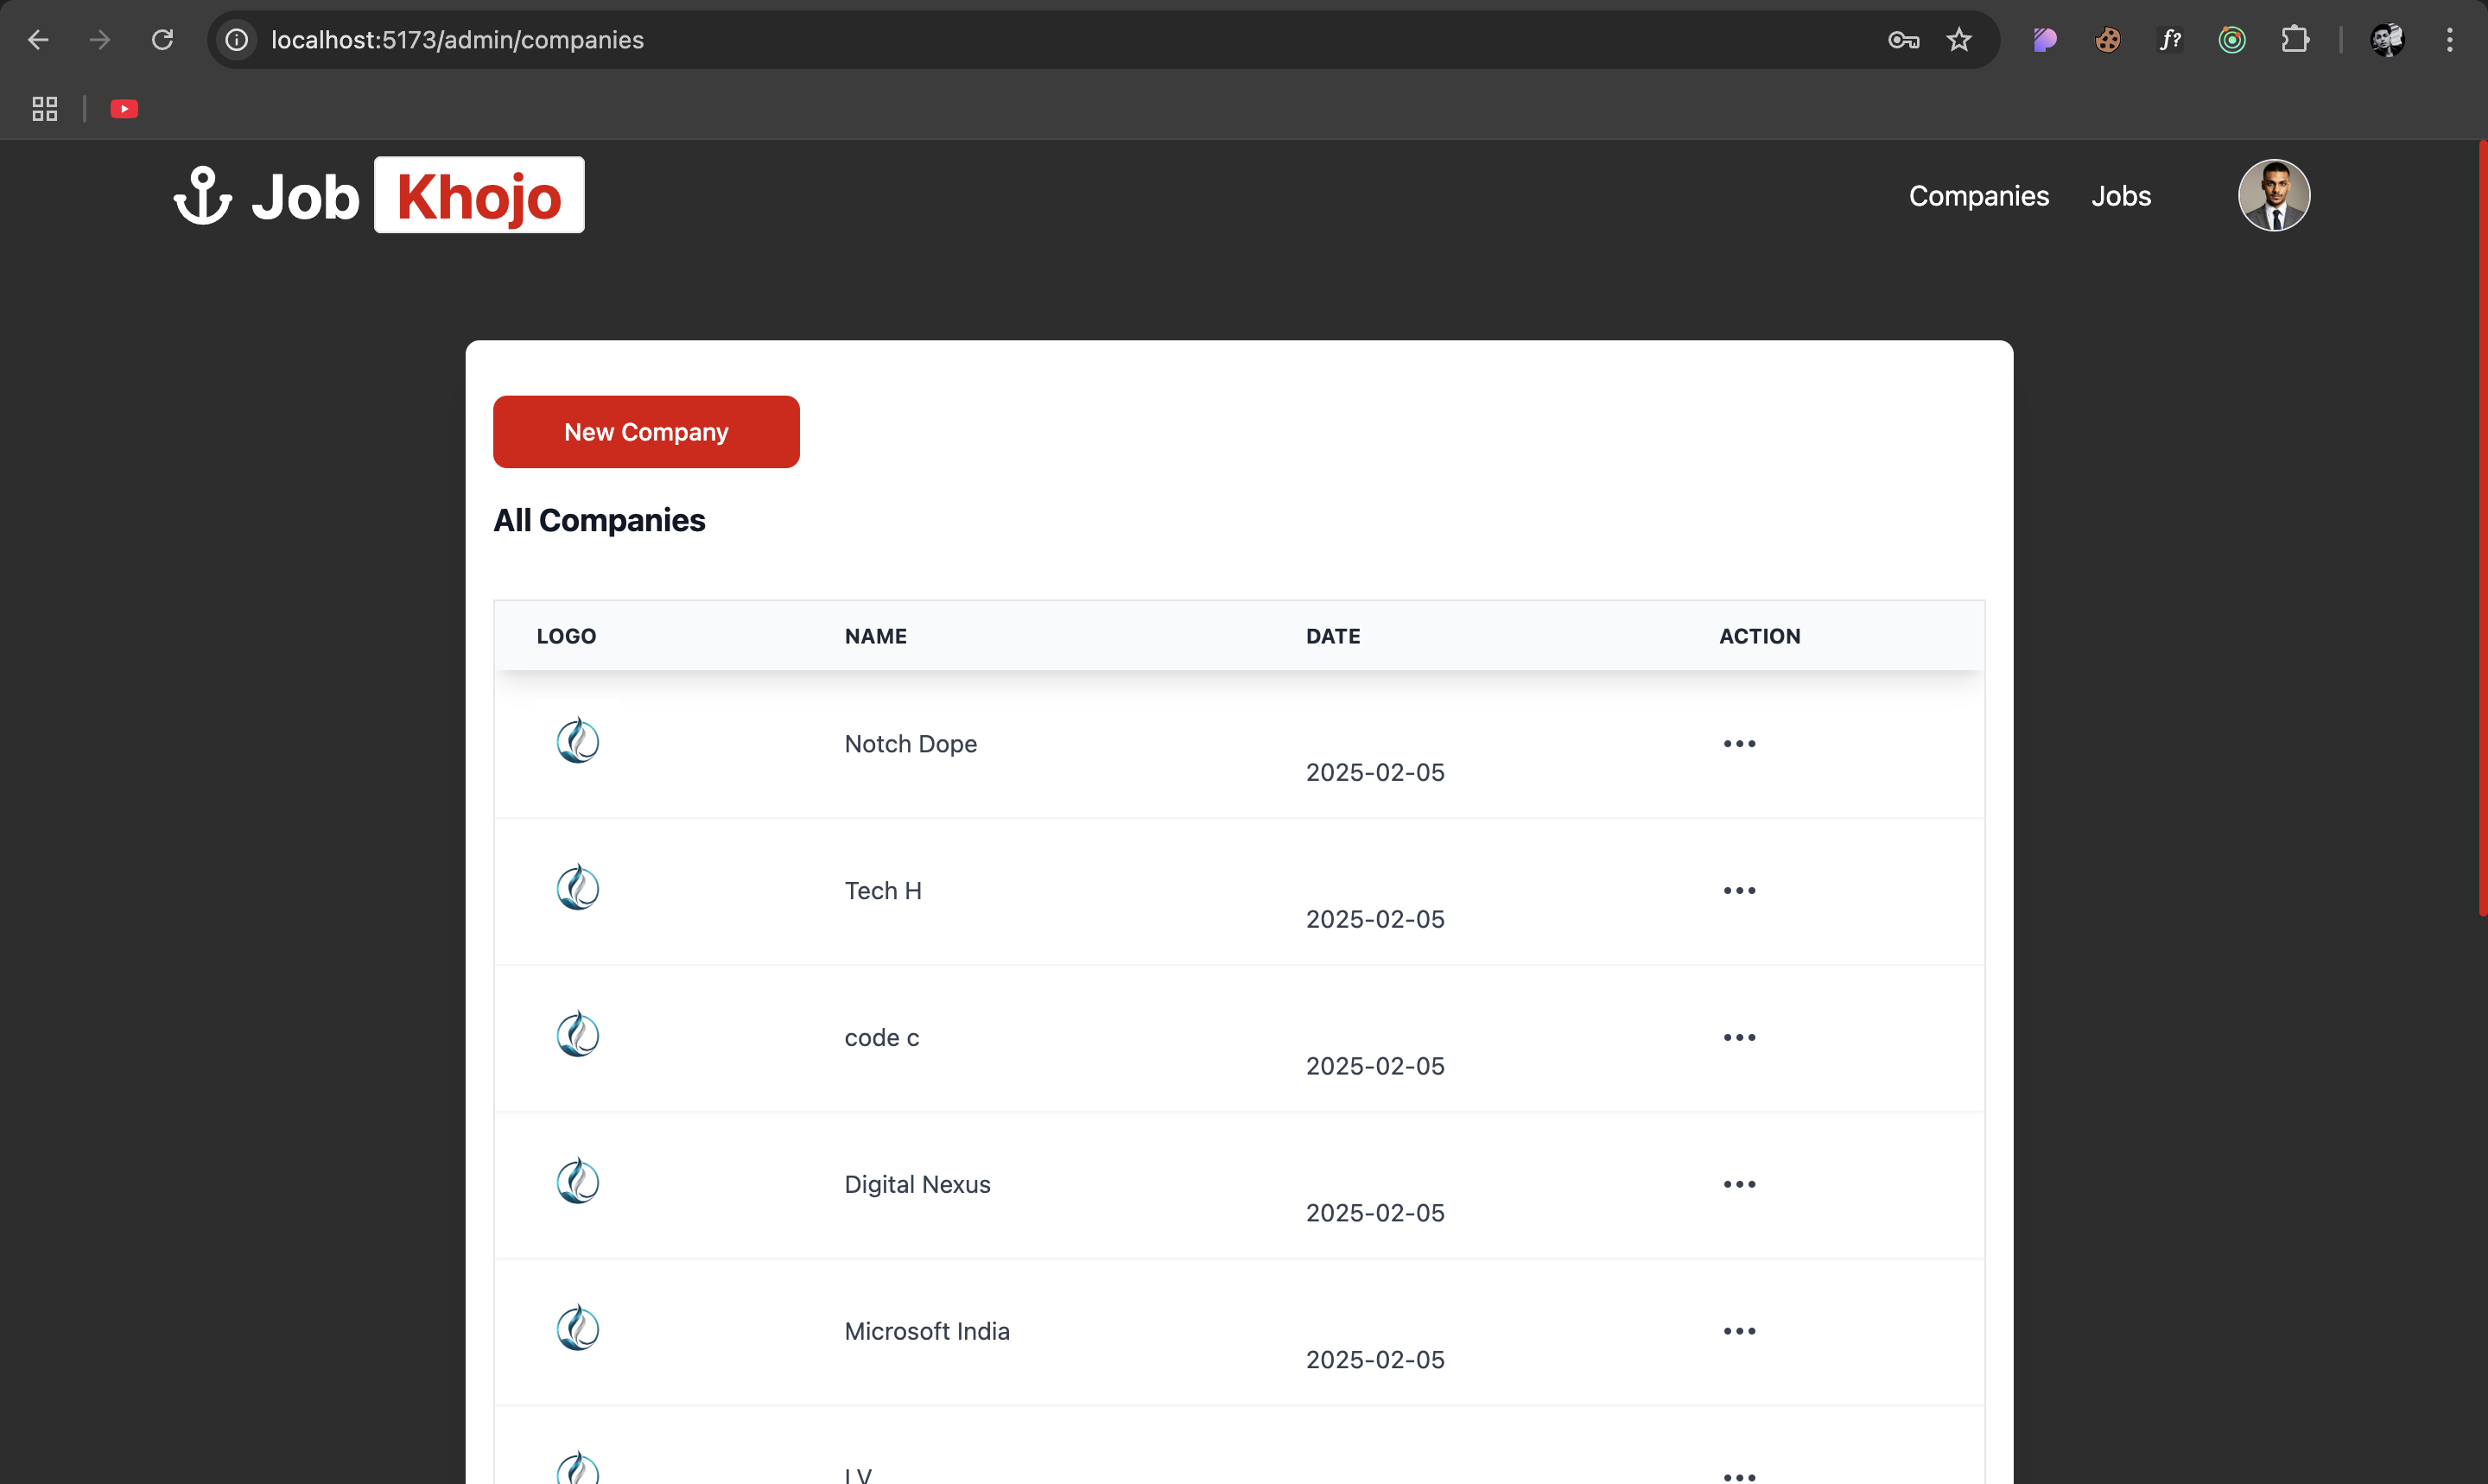 localhost:5173/admin/companies
f?
Job Khojo
Companies Jobs
New Company
All Companies
LOGO NAME DATE ACTION
Notch Dope 2025-02-05
Tech H 2025-02-05
code c 2025-02-05
Digital Nexus 2025-02-05
Microsoft India 2025-02-05